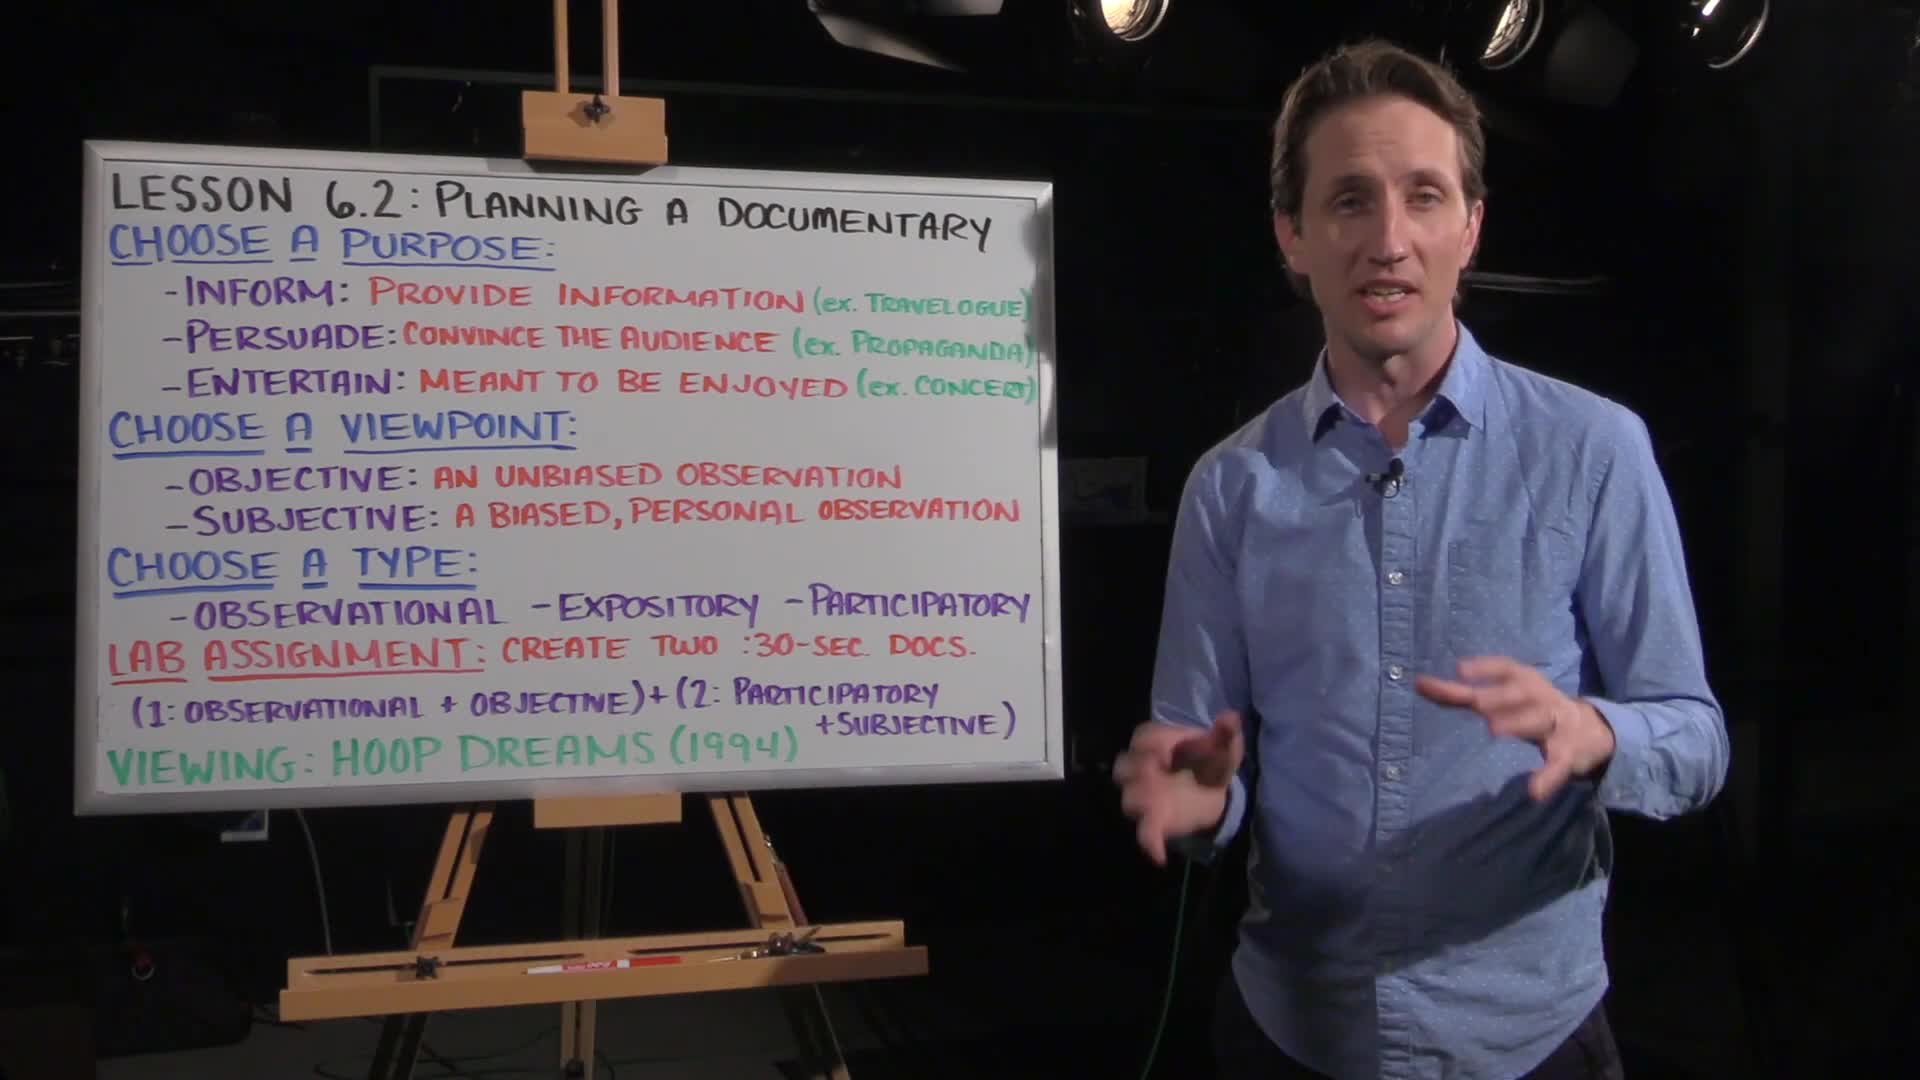 LESSON 6.2: PLANNING A DOCUMENTARY
CHOOSE A PURPOSE:
-INFORM: PROVIDE INFORMATION (ex. TRAVELOGUE)
-PERSUADE: CONVINCE THE AUDIENCE (ex. PROPAGANDA)
-ENTERTAIN: MEANT TO BE ENJOYED (ex. CONCERT)
CHOOSE A VIEWPOINT:
-OBJECTIVE: AN UNBIASED OBSERVATION
-SUBJECTIVE: A BIASED, PERSONAL OBSERVATION
CHOOSE A TYPE:
-OBSERVATIONAL -EXPOSITORY -PARTICIPATORY
LAB ASSIGNMENT: CREATE TWO :30-SEC. DOCS.
(1: OBSERVATIONAL + OBJECTIVE) + (2: PARTICIPATORY
+SUBJECTIVE)
VIEWING: HOOP DREAMS (1994)